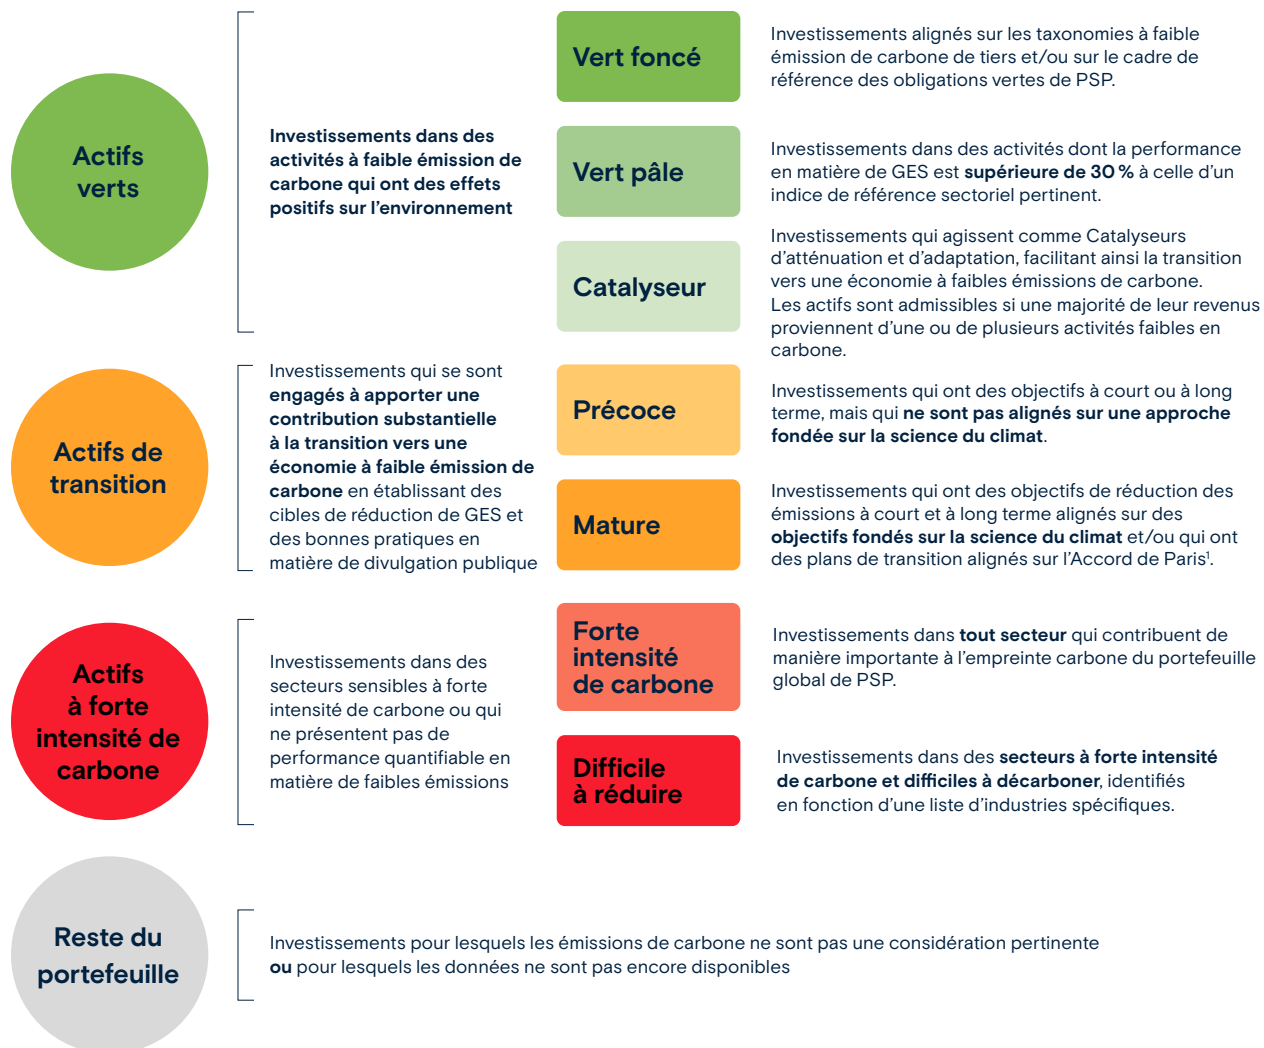 Actifs
verts
Investissements dans des
activités à faible émission de
carbone qui ont des effets
positifs sur l’environnement
Vert foncé
Investissements alignés sur les taxonomies à faible
émission de carbone de tiers et/ou sur le cadre de
référence des obligations vertes de PSP.
Vert pâle
Investissements dans des activités dont la performance
en matière de GES est supérieure de 30 % à celle d’un
indice de référence sectoriel pertinent.
Catalyseur
Investissements qui agissent comme Catalyseurs
d’atténuation et d’adaptation, facilitant ainsi la transition
vers une économie à faibles émissions de carbone.
Les actifs sont admissibles si une majorité de leur revenus
proviennent d’une ou de plusieurs activités faibles en
carbone.
Actifs de
transition
Investissements qui se sont
engagés à apporter une
contribution substantielle
à la transition vers une
économie à faible émission de
carbone en établissant des
cibles de réduction de GES et
des bonnes pratiques en
matière de divulgation publique
Précoce
Investissements qui ont des objectifs à court ou à long
terme, mais qui ne sont pas alignés sur une approche
fondée sur la science du climat.
Mature
Investissements qui ont des objectifs de réduction des
émissions à court et à long terme alignés sur des
objectifs fondés sur la science du climat et/ou qui ont
des plans de transition alignés sur l’Accord de Paris¹.
Actifs
à forte
intensité de
carbone
Investissements dans des
secteurs sensibles à forte
intensité de carbone ou qui
ne présentent pas de
performance quantifiable en
matière de faibles émissions
Forte
intensité
de carbone
Investissements dans tout secteur qui contribuent de
manière importante à l’empreinte carbone du portefeuille
global de PSP.
Difficile
à réduire
Investissements dans des secteurs à forte intensité
de carbone et difficiles à décarboner, identifiés
en fonction d’une liste d’industries spécifiques.
Reste du
portefeuille
Investissements pour lesquels les émissions de carbone ne sont pas une considération pertinente
ou pour lesquels les données ne sont pas encore disponibles